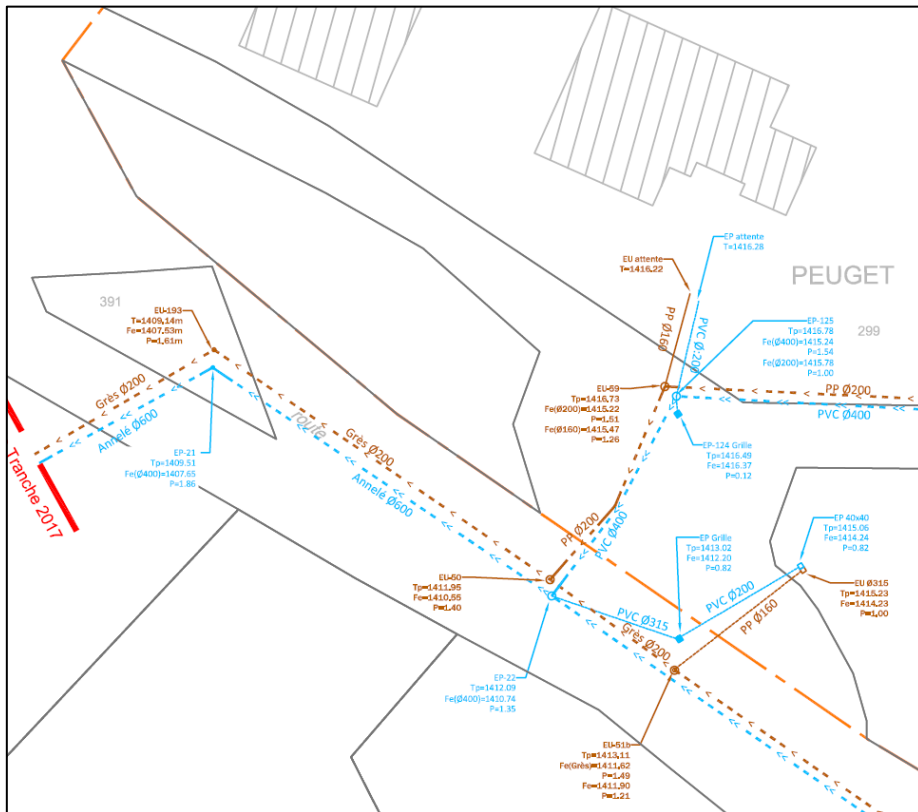 EP attente
T=1416.28
EU attente
T=1416.22
PEUGET
391
299
EU-193
T=1409.14m
Fe=1407.53m
P=1.61m
PP Ø160
PVC Ø:200
EP-125
Tp=1416.78
Fe(Ø400)=1415.24
P=1.54
Fe(Ø200)=1415.78
P=1.00
Grès Ø200
Annelé Ø600
EU-59
Tp=1416.73
Fe(Ø200)=1415.22
P=1.51
Fe(Ø160)=1415.47
P=1.26
PP Ø200
PVC Ø400
route
Grès Ø200
EP-124 Grille
Tp=1416.49
Fe=1416.37
P=0.12
Tranche 2017
EP-21
Tp=1409.51
Fe(Ø400)=1407.65
P=1.86
Annelé Ø600
PP Ø200
PVC Ø400
EP 40x40
Tp=1415.06
Fe=1414.24
P=0.82
EP Grille
Tp=1413.02
Fe=1412.20
P=0.82
EU-50
Tp=1411.95
Fe=1410.55
P=1.40
PVC Ø200
EU Ø315
Tp=1415.23
Fe=1414.23
P=1.00
PVC Ø315
Grès Ø200
PP Ø160
EP-22
Tp=1412.09
Fe(Ø400)=1410.74
P=1.35
EU-51b
Tp=1413.11
Fe(Grès)=1411.62
P=1.49
Fe=1411.90
P=1.21